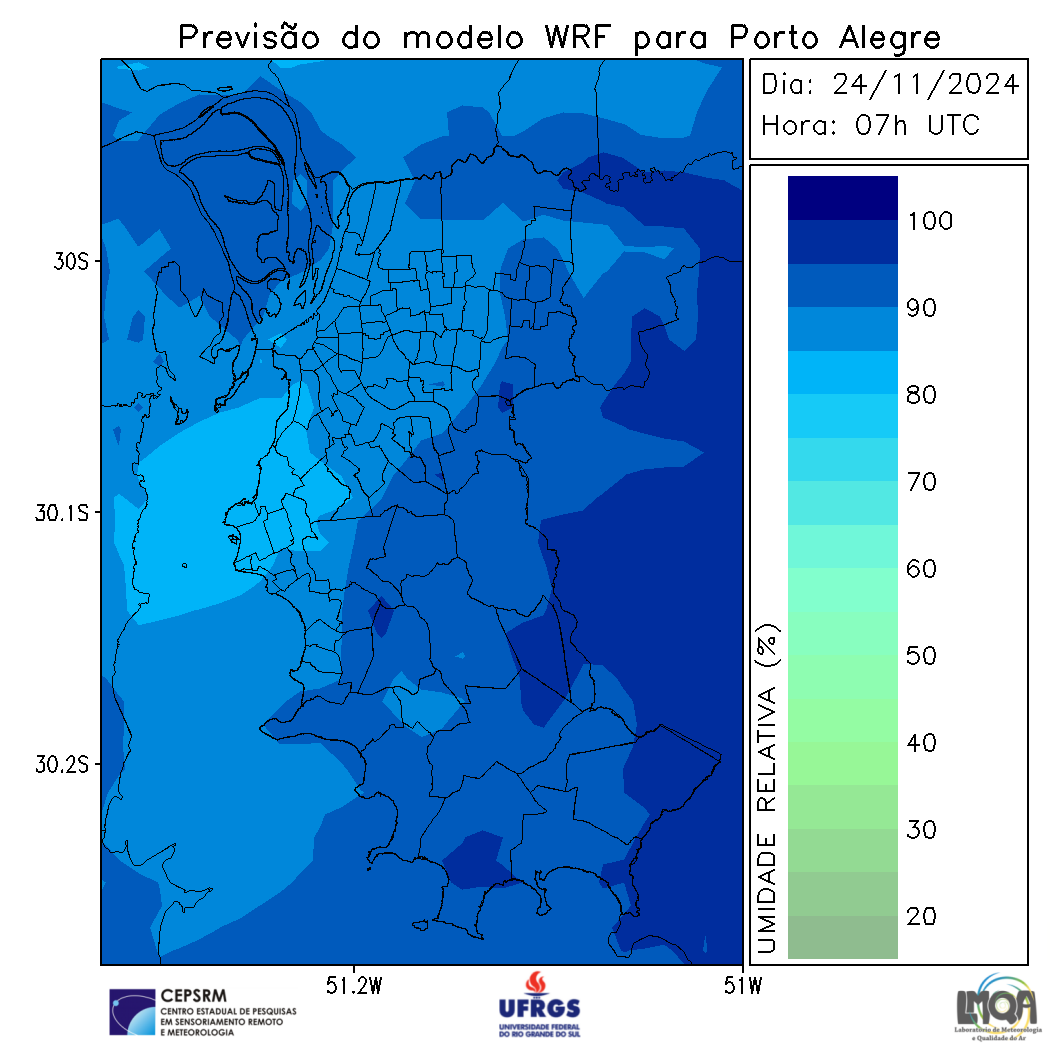 Previsão do modelo WRF para Porto Alegre
Dia: 24/11/2024
Hora: 07h UTC
100
90
80
70
60
50
40
30
20
UMIDADE RELATIVA (%)
30S
30.1S
30.2S
51.2W
51W
CEPSRM
CENTRO ESTADUAL DE PESQUISAS
EM SENSORIAMENTO REMOTO
E METEOROLOGIA
UFRGS
UNIVERSIDADE FEDERAL
DO RIO GRANDE DO SUL
LMQA
Laboratório de Meteorologia
e Qualidade do Ar